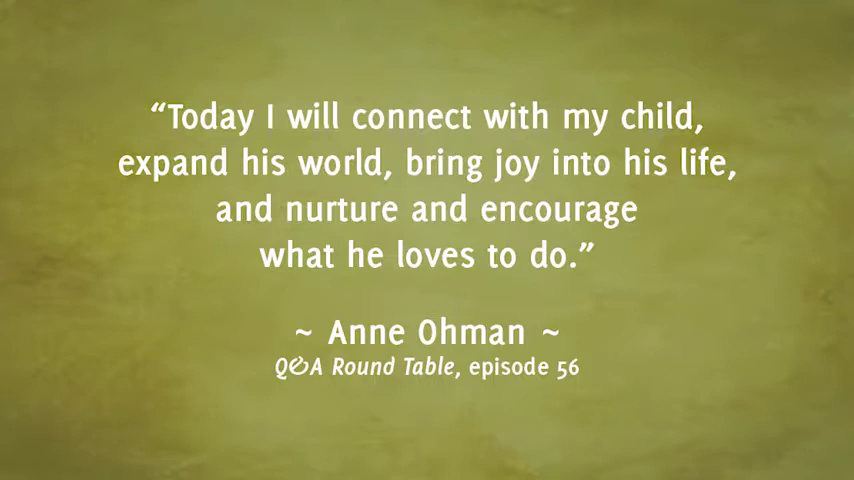 “Today I will connect with my child,
expand his world, bring joy into his life,
and nurture and encourage
what he loves to do.”
~ Anne Ohman ~
Q&A Round Table, episode 56